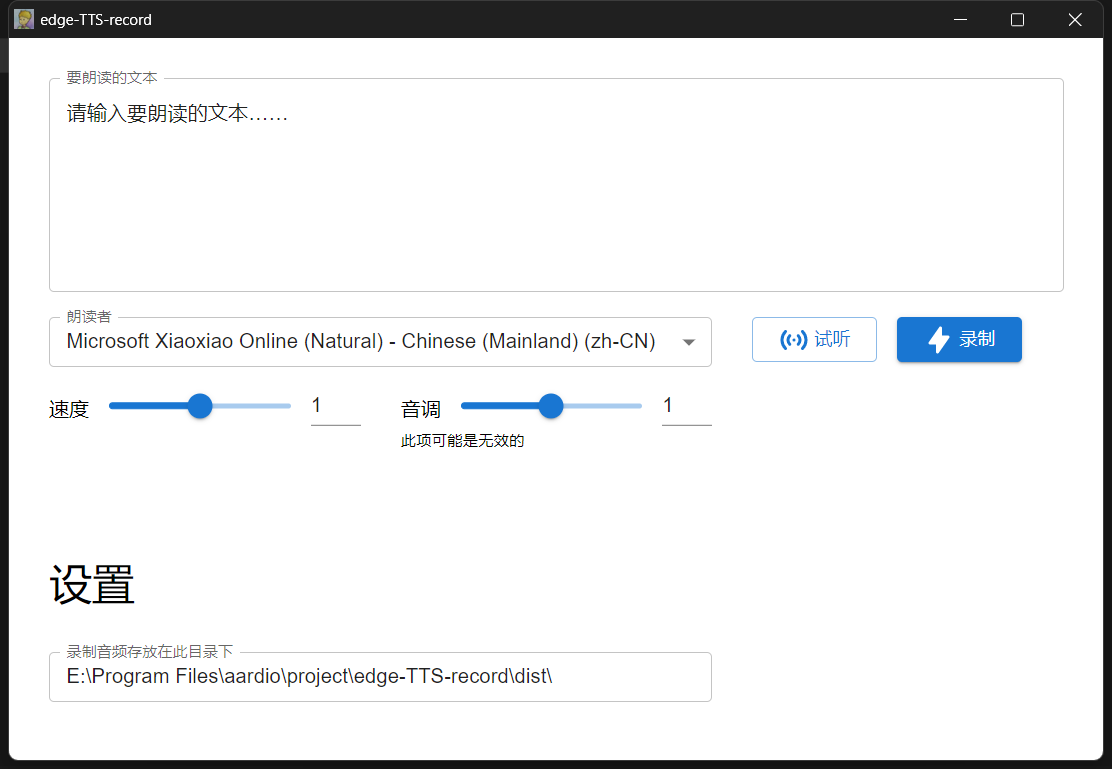 edge-TTS-record
要朗读的文本
请输入要朗读的文本……
朗读者
Microsoft Xiaoxiao Online (Natural) - Chinese (Mainland) (zh-CN)
试听
录制
速度
1
音调
1
此项可能是无效的
设置
录制音频存放在此目录下
E:\Program Files\aardio\project\edge-TTS-record\dist\